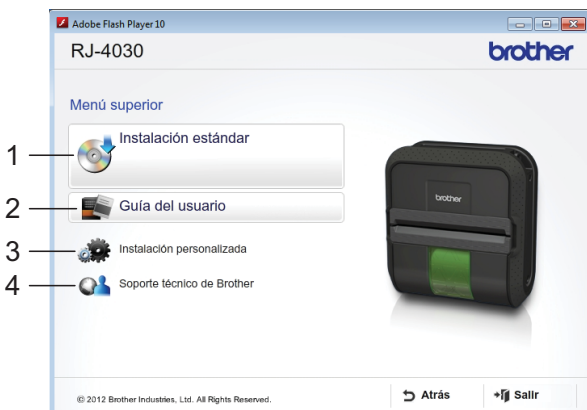 Adobe Flash Player 10
RJ-4030
brother
Menú superior
1
Instalación estándar
2
Guía del usuario
3
Instalación personalizada
4
Soporte técnico de Brother
brother
© 2012 Brother Industries, Ltd. All Rights Reserved.
Atrás
Salir